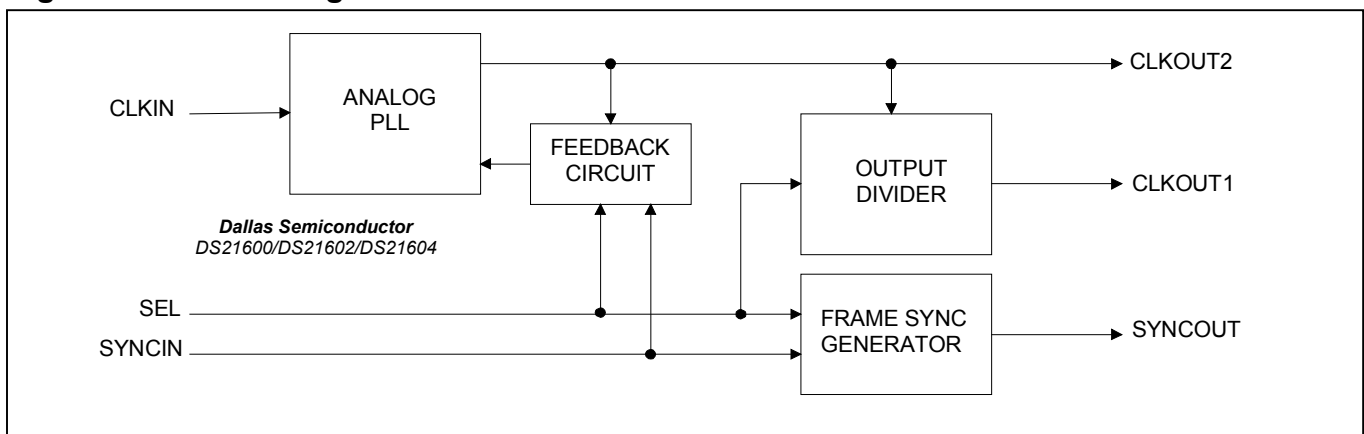 CLKOUT2
ANALOG
PLL
CLKIN
FEEDBACK
CIRCUIT
OUTPUT
DIVIDER
CLKOUT1
Dallas Semiconductor
DS21600/DS21602/DS21604
SEL
FRAME SYNC
GENERATOR
SYNCOUT
SYNCIN